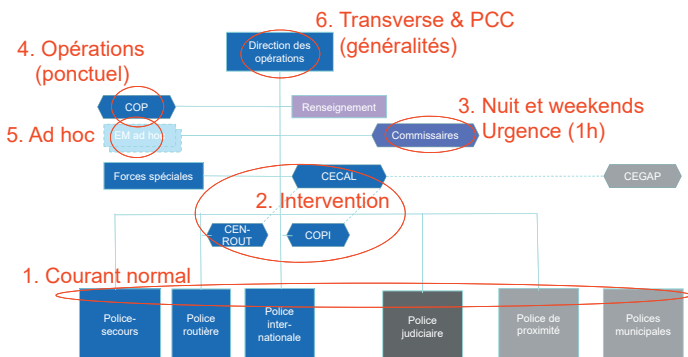 6. Transverse & PCC
(généralités)
Direction des
opérations
4. Opérations
(ponctuel)
COP
Renseignement
3. Nuit et weekends
Urgence (1h)
5. Ad hoc
EM ad hoc
Commissaires
Forces spéciales
CECAL
CEGAP
2. Intervention
CEN-
ROUT
COPI
1. Courant normal
Police-
secours
Police
routière
Police
inter-
nationale
Police
judiciaire
Police de
proximité
Polices
municipales